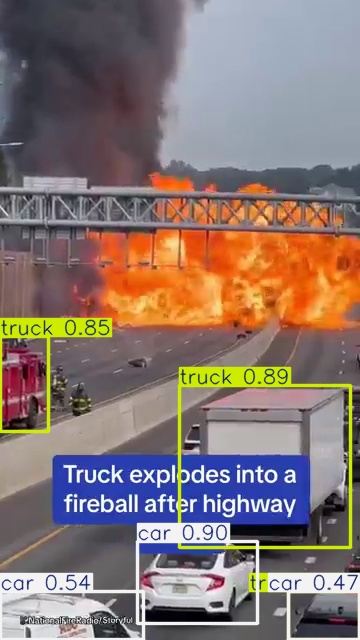 truck 0.85
truck 0.89
Truck explodes into a
fireball after highway
car 0.90
car 0.54
tr
car 0.47
NationalFireRadio/Storyful